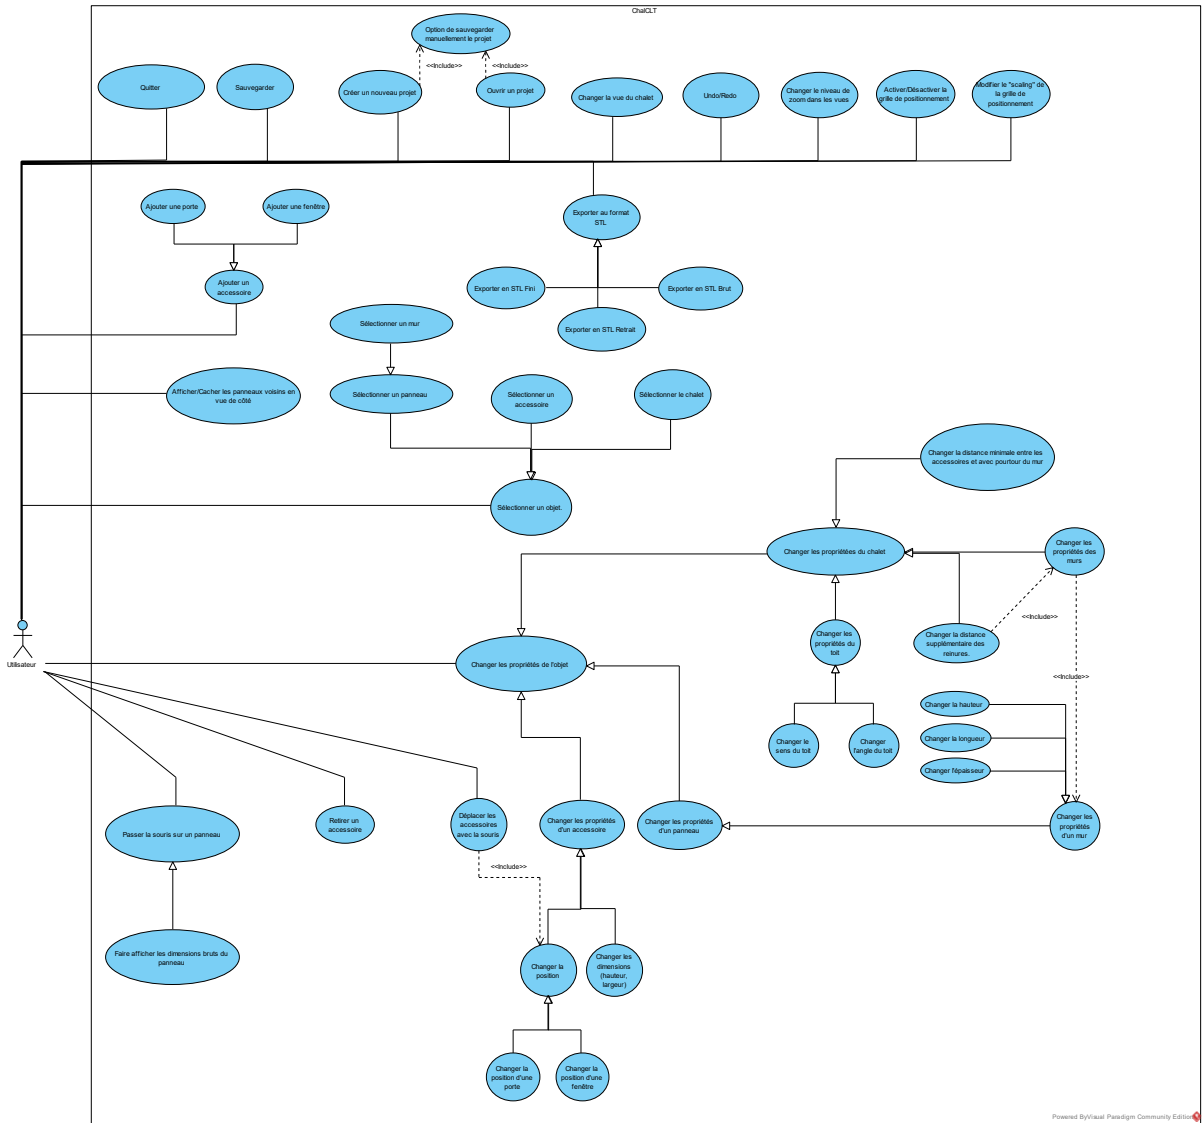 ChalCLT
Option de sauvegarder
manuellement le projet
<<Include>>
<<Include>>
Quitter
Sauvegarder
Créer un nouveau projet
Ouvrir un projet
Changer la vue du chalet
Undo/Redo
Changer le niveau de
zoom dans les vues
Activer/Désactiver la
grille de positionnement
Modifier le "scaling" de
la grille de
positionnement
Ajouter une porte
Ajouter une fenêtre
Exporter au format
STL
Ajouter un
accessoire
Exporter en STL Fini
Exporter en STL Brut
Exporter en STL Retrait
Sélectionner un mur
Afficher/Cacher les panneaux voisins en
vue de côté
Sélectionner un panneau
Sélectionner un
accessoire
Sélectionner le chalet
Changer la distance minimale entre les
accessoires et avec pourtour du mur
Sélectionner un objet.
Changer les propriétées du chalet
Changer les
propriétés des
murs
<<Include>>
Changer les
propriétés du
toit
Changer la distance
supplémentaire des
reinures.
Utilisateur
Changer les propriétés de l'objet
<<Include>>
Changer la hauteur
Changer la longueur
Changer l'épaisseur
Changer le
sens du toit
Changer
l'angle du toit
Passer la souris sur un panneau
Retirer un
accessoire
Déplacer les
accessoires
avec la souris
Changer les propriétés
d'un accessoire
Changer les propriétés
d'un panneau
Changer les
propriétés
d'un mur
<<Include>>
Faire afficher les dimensions bruts du
panneau
Changer la
position
Changer les
dimensions
(hauteur,
largeur)
Changer la
position d'une
porte
Changer la
position d'une
fenêtre
Powered By Visual Paradigm Community Edition